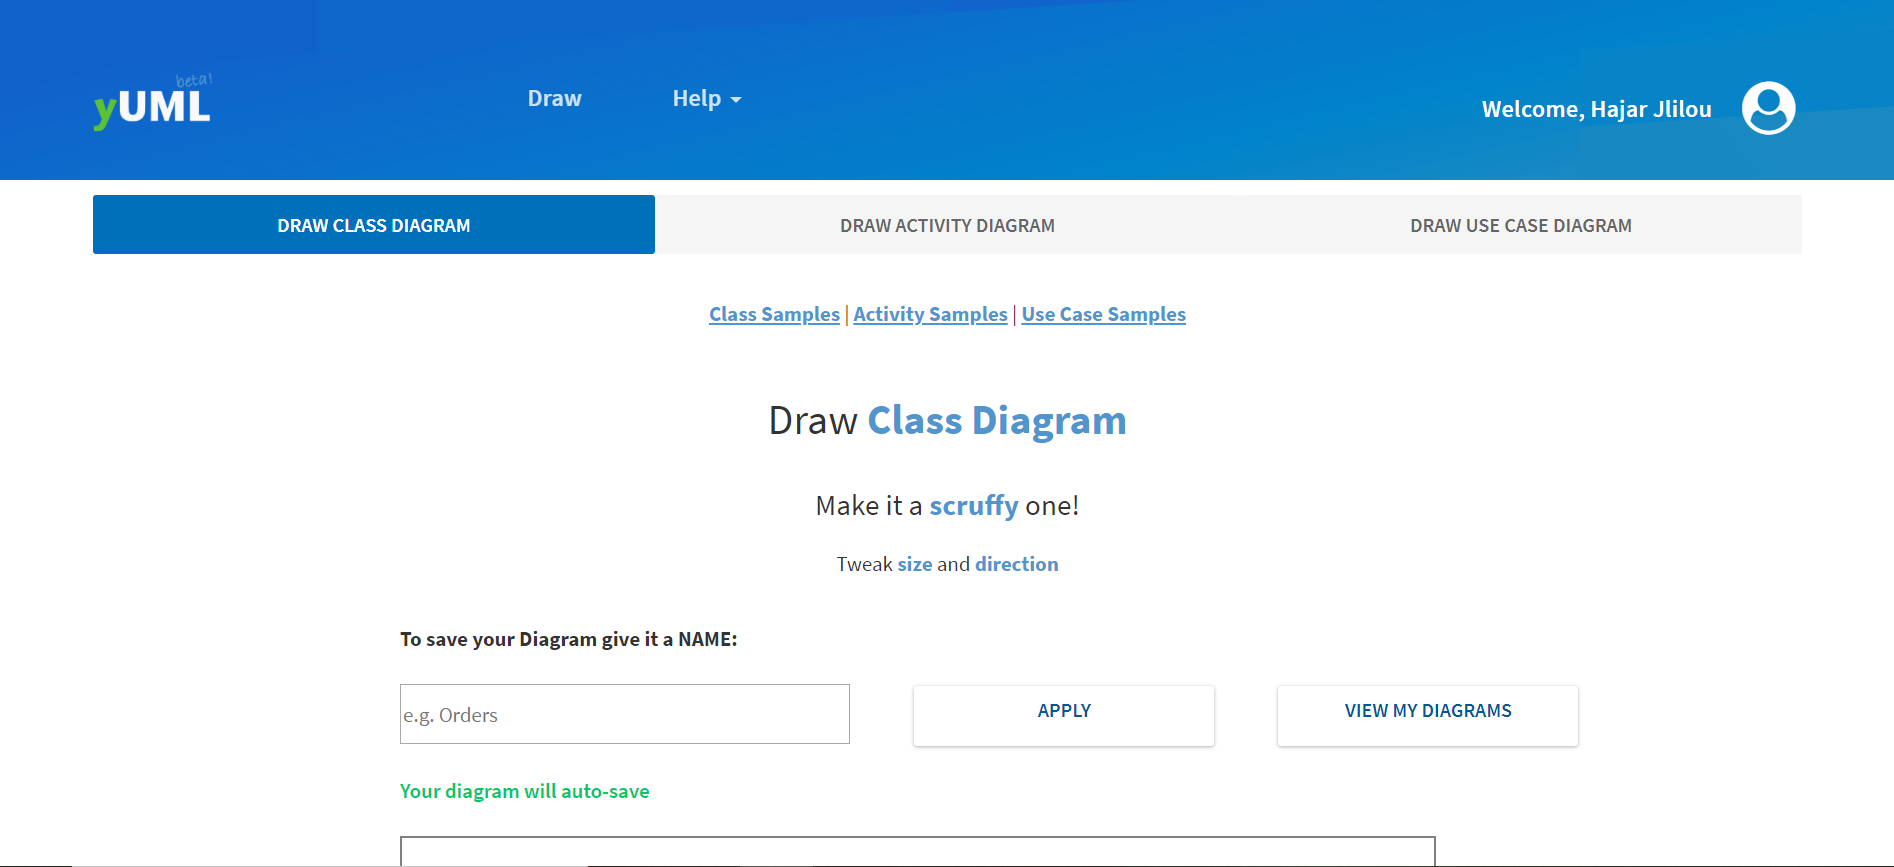 beta!
yUML
Draw
Help
Welcome, Hajar Jlilou
DRAW CLASS DIAGRAM
DRAW ACTIVITY DIAGRAM
DRAW USE CASE DIAGRAM
Class Samples | Activity Samples | Use Case Samples
Draw Class Diagram
Make it a scruffy one!
Tweak size and direction
To save your Diagram give it a NAME:
e.g. Orders
APPLY
VIEW MY DIAGRAMS
Your diagram will auto-save